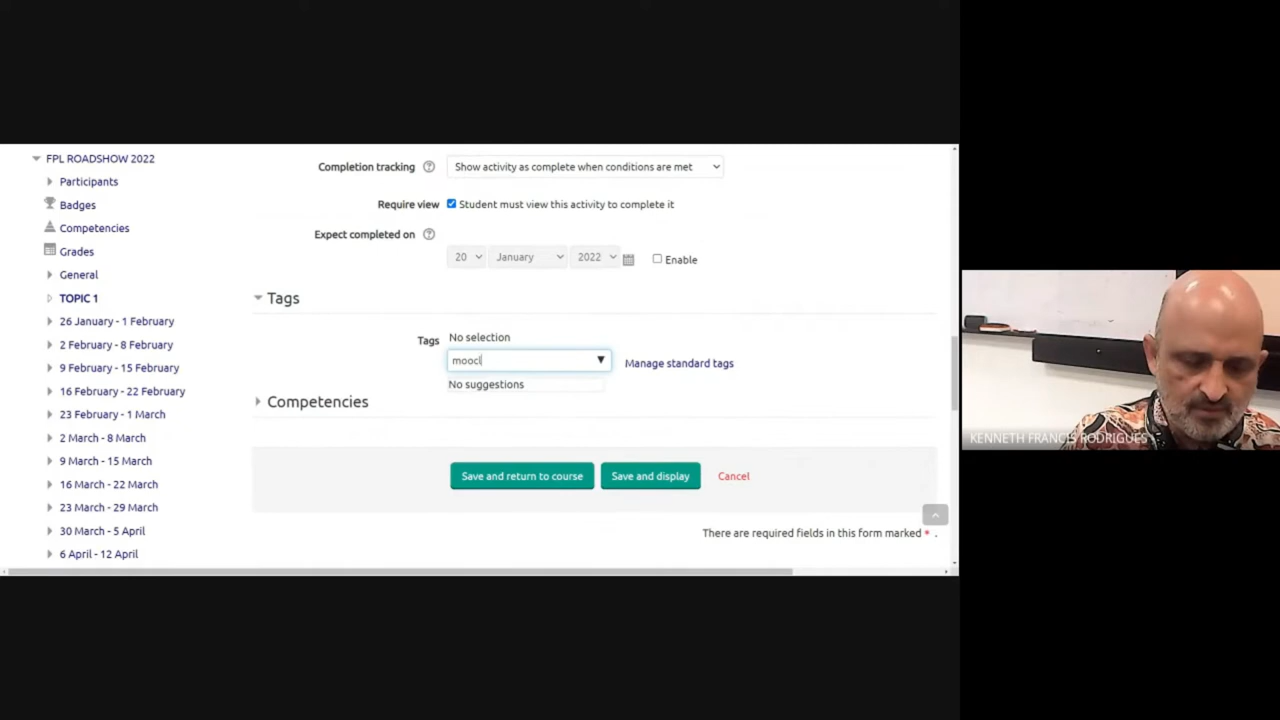 FPL ROADSHOW 2022
Participants
Badges
Competencies
Grades
General
TOPIC 1
26 January - 1 February
2 February - 8 February
9 February - 15 February
16 February - 22 February
23 February - 1 March
2 March - 8 March
9 March - 15 March
16 March - 22 March
23 March - 29 March
30 March - 5 April
6 April - 12 April
Completion tracking ? Show activity as complete when conditions are met
Require view Student must view this activity to complete it
Expect completed on ?
20 January 2022 Enable
Tags
Tags No selection
moocl Manage standard tags
No suggestions
Competencies
Save and return to course Save and display Cancel
There are required fields in this form marked * .
KENNETH FRANCIS RODRIGUES